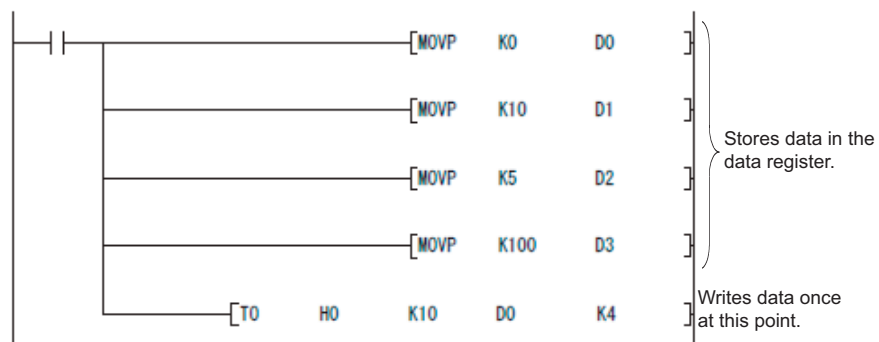 MOVP K0 D0
MOVP K10 D1
Stores data in the
data register.
MOVP K5 D2
MOVP K100 D3
Writes data once
at this point.
TO H0 K10 D0 K4